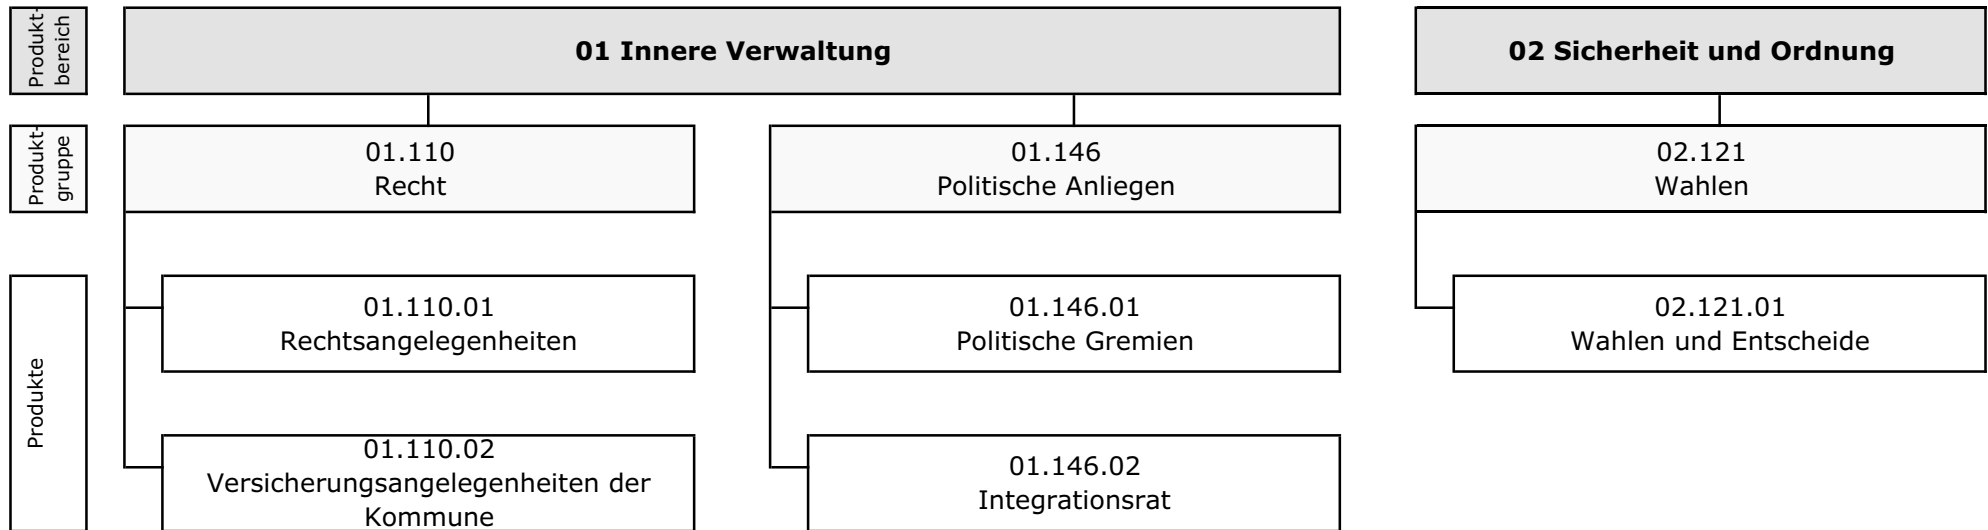 Produkt-
bereich
01 Innere Verwaltung
02 Sicherheit und Ordnung
Produkt-
gruppe
01.110
Recht
01.146
Politische Anliegen
02.121
Wahlen
Produkte
01.110.01
Rechtsangelegenheiten
01.146.01
Politische Gremien
02.121.01
Wahlen und Entscheide
01.110.02
Versicherungsangelegenheiten der
Kommune
01.146.02
Integrationsrat